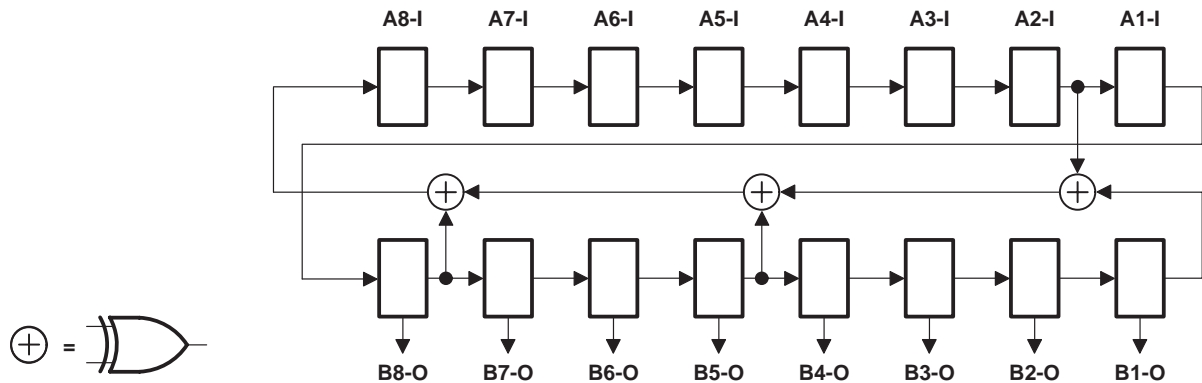 A8-I A7-I A6-I A5-I A4-I A3-I A2-I A1-I
=
B8-O B7-O B6-O B5-O B4-O B3-O B2-O B1-O